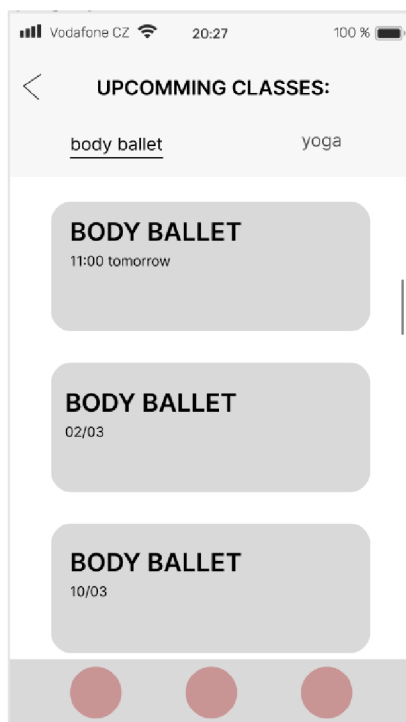 Vodafone CZ 20:27 100 %
UPCOMMING CLASSES:
body ballet yoga
BODY BALLET
11:00 tomorrow
BODY BALLET
02/03
BODY BALLET
10/03